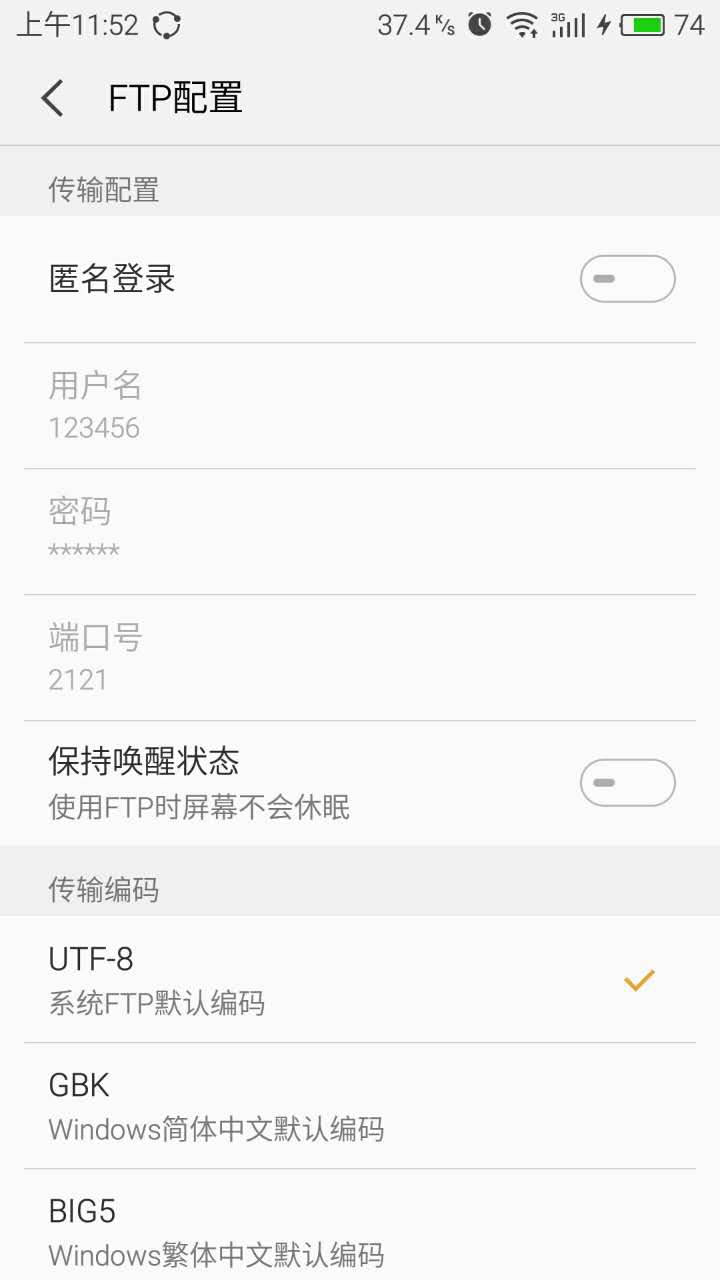 上午11:52 37.4 K/s 3G 74
FTP配置
传输配置
匿名登录
用户名
123456
密码
******
端口号
2121
保持唤醒状态
使用FTP时屏幕不会休眠
传输编码
UTF-8
系统FTP默认编码
GBK
Windows简体中文默认编码
BIG5
Windows繁体中文默认编码